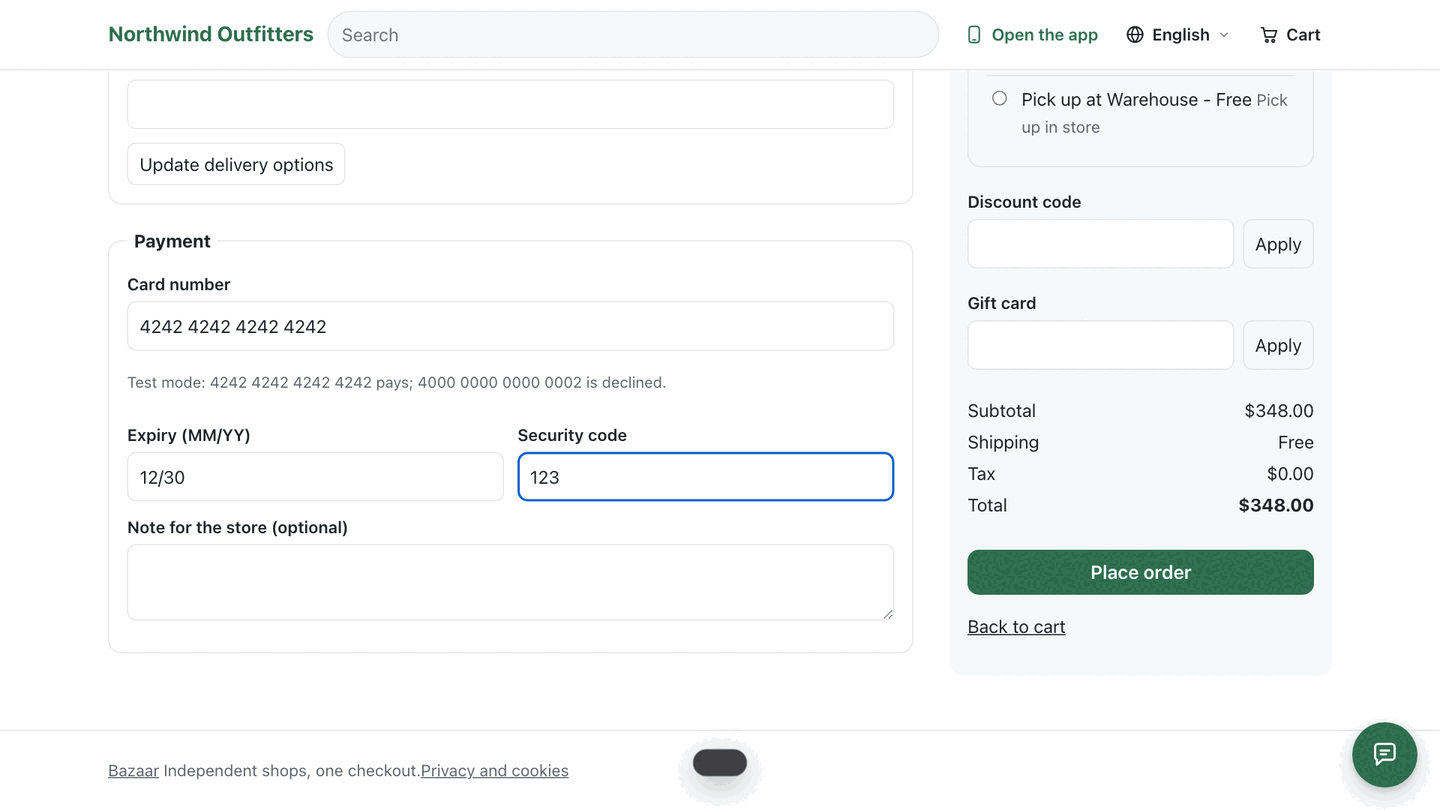 Northwind Outfitters
Search
Open the app
English
Cart
Update delivery options
Payment
Card number
4242 4242 4242 4242
Test mode: 4242 4242 4242 4242 pays; 4000 0000 0000 0002 is declined.
Expiry (MM/YY)
Security code
12/30
123
Note for the store (optional)
Pick up at Warehouse - Free Pick
up in store
Discount code
Apply
Gift card
Apply
Subtotal $348.00
Shipping Free
Tax $0.00
Total $348.00
Place order
Back to cart
Bazaar Independent shops, one checkout.Privacy and cookies